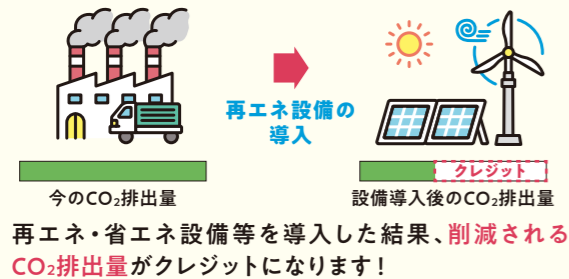 再エネ設備の
導入
クレジット
今のCO₂排出量
設備導入後のCO₂排出量
再エネ・省エネ設備等を導入した結果、削減される
CO₂排出量がクレジットになります！